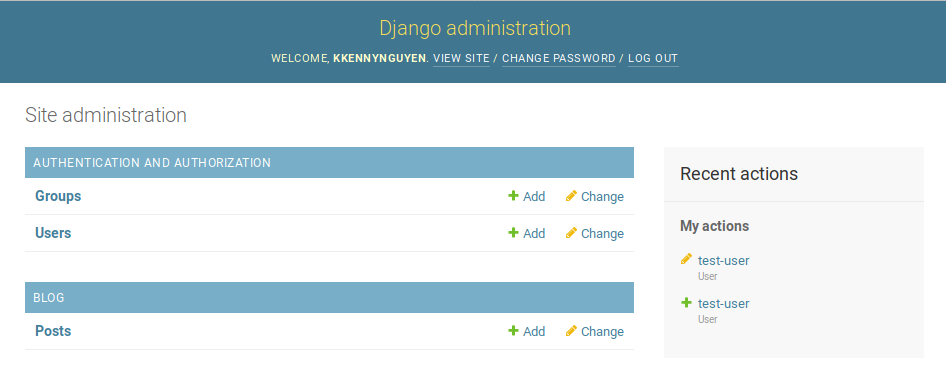 Django administration
WELCOME, KKENNYNGUYEN. VIEW SITE / CHANGE PASSWORD / LOG OUT
Site administration
AUTHENTICATION AND AUTHORIZATION
Groups Add Change
Users Add Change
BLOG
Posts Add Change
Recent actions
My actions
test-user
User
test-user
User